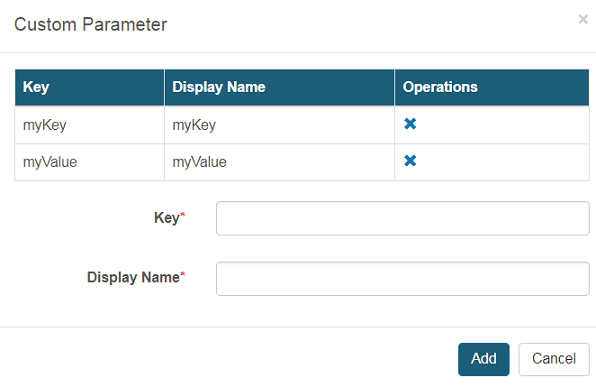 Custom Parameter ×
Key Display Name Operations
myKey myKey
myValue myValue
Key*
Display Name*
Add Cancel